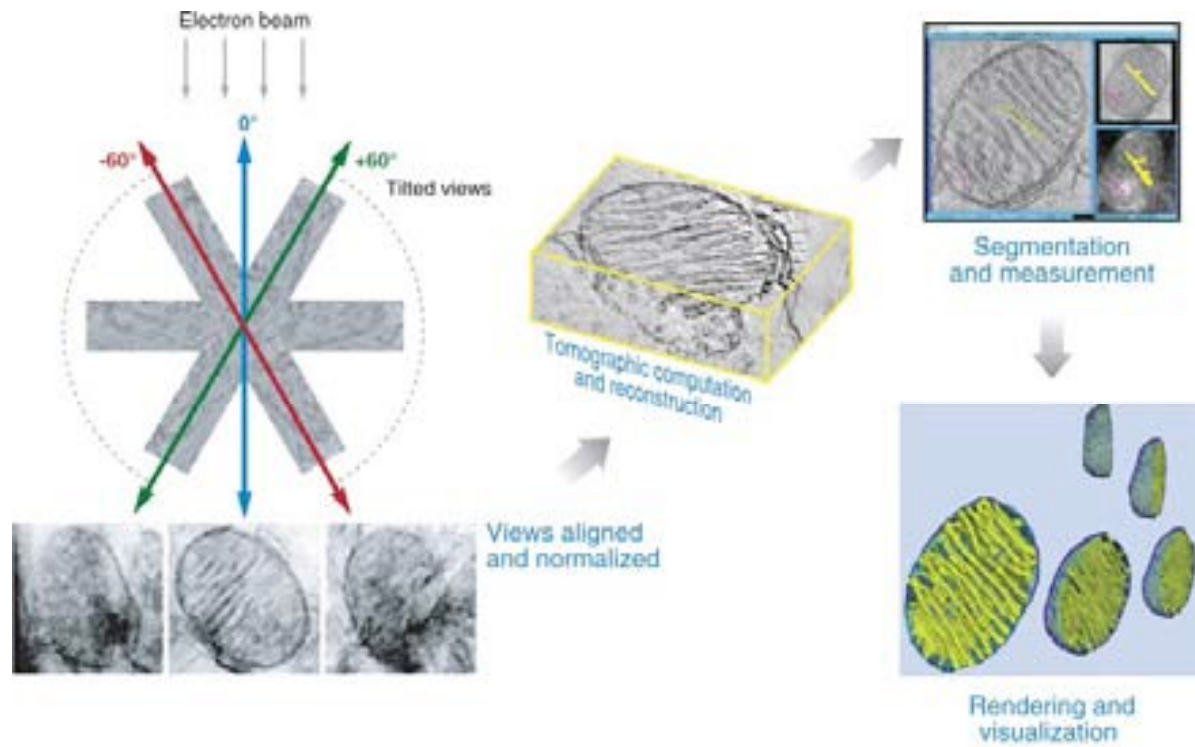 Electron beam
0°
-60°
+60°
Tilted views
Views aligned
and normalized
Tomographic computation
and reconstruction
Segmentation
and measurement
Rendering and
visualization